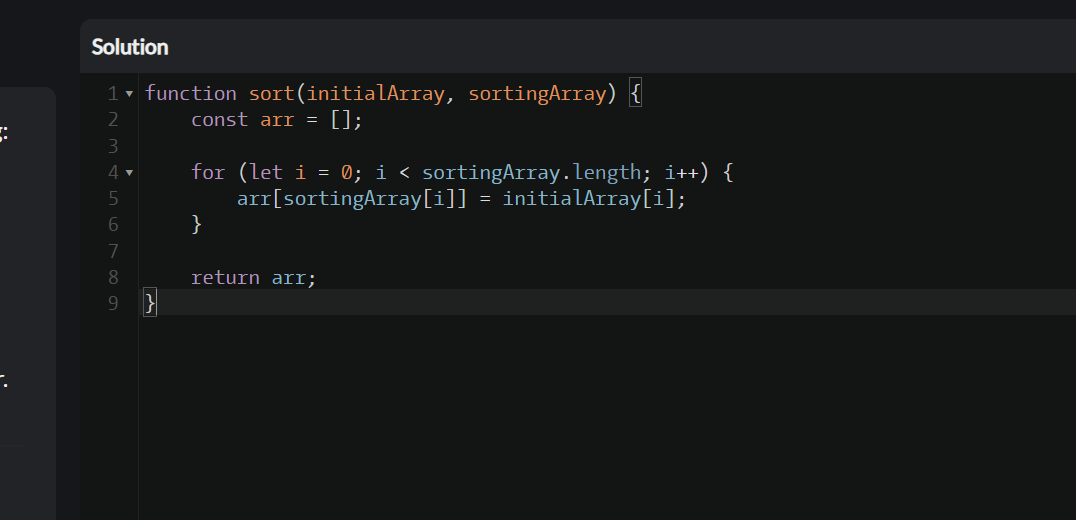 Solution
:
r.
1 function sort(initialArray, sortingArray) {
2     const arr = [];
3
4     for (let i = 0; i < sortingArray.length; i++) {
5         arr[sortingArray[i]] = initialArray[i];
6     }
7
8     return arr;
9 }